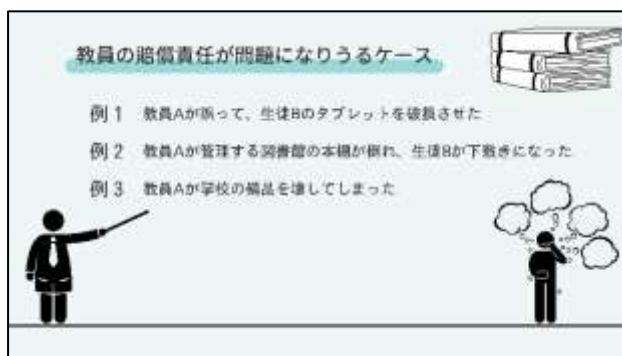 教員の賠償責任が問題になりうるケース
例1 教員Aが誤って、生徒Bのタブレットを破損させた
例2 教員Aが管理する図書館の本棚が倒れ、生徒Bが下敷きになった
例3 教員Aが学校の備品を壊してしまった